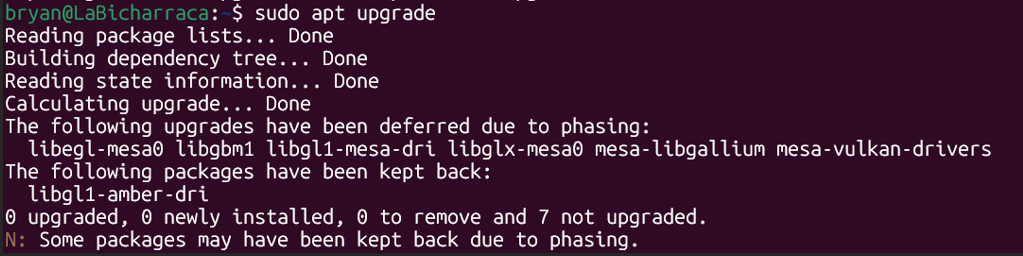 bryan@LaBicharraca:~$ sudo apt upgrade
Reading package lists... Done
Building dependency tree... Done
Reading state information... Done
Calculating upgrade... Done
The following upgrades have been deferred due to phasing:
  libegl-mesa0 libgbm1 libgl1-mesa-dri libglx-mesa0 mesa-libgallium mesa-vulkan-drivers
The following packages have been kept back:
  libgl1-amber-dri
0 upgraded, 0 newly installed, 0 to remove and 7 not upgraded.
N: Some packages may have been kept back due to phasing.